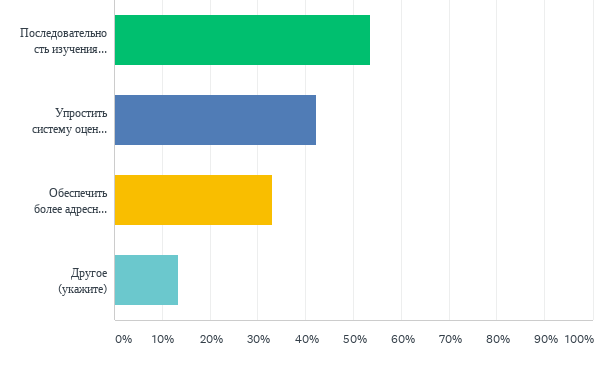 Последовательно
сть изучения...
Упростить
систему оцен...
Обеспечить
более адресн...
Другое
(укажите)
0% 10% 20% 30% 40% 50% 60% 70% 80% 90% 100%